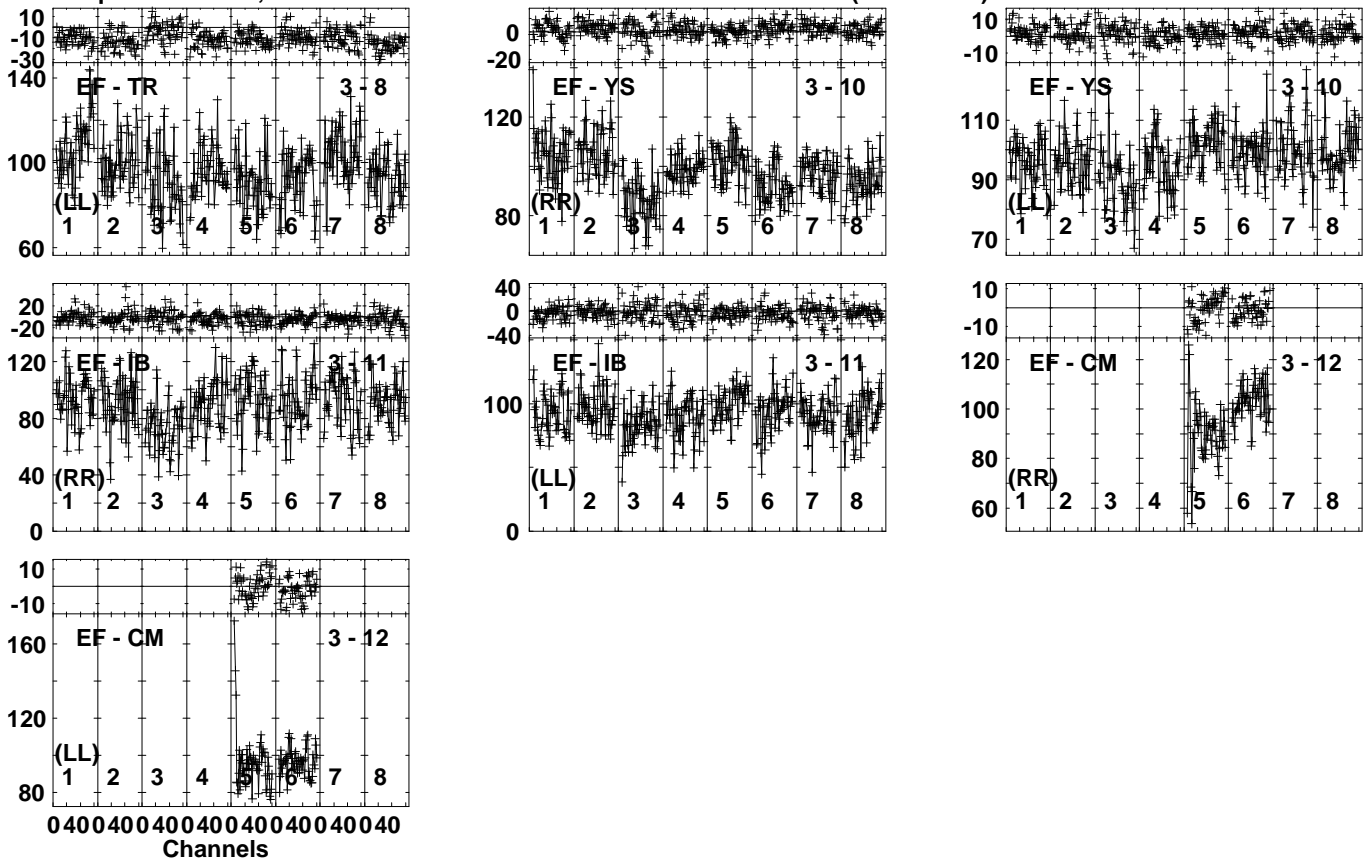 10
-10
-30
140
100
60
EF - TR 3 - 8
(LL)
1 2 3 4 5 6 7 8
0
-20
120
80
EF - YS 3 - 10
(RR)
1 2 3 4 5 6 7 8
10
-10
110
90
70
EF - YS 3 - 10
(LL)
1 2 3 4 5 6 7 8
20
-20
120
80
40
0
EF - IB 3 - 11
(RR)
1 2 3 4 5 6 7 8
40
0
-40
100
0
EF - IB 3 - 11
(LL)
1 2 3 4 5 6 7 8
10
-10
120
100
80
60
EF - CM 3 - 12
(RR)
1 2 3 4 5 6 7 8
10
-10
160
120
80
EF - CM 3 - 12
(LL)
1 2 3 4 5 6 7 8
0 40 0 40 0 40 0 40 0 40 0 40 0 40 0 40
Channels